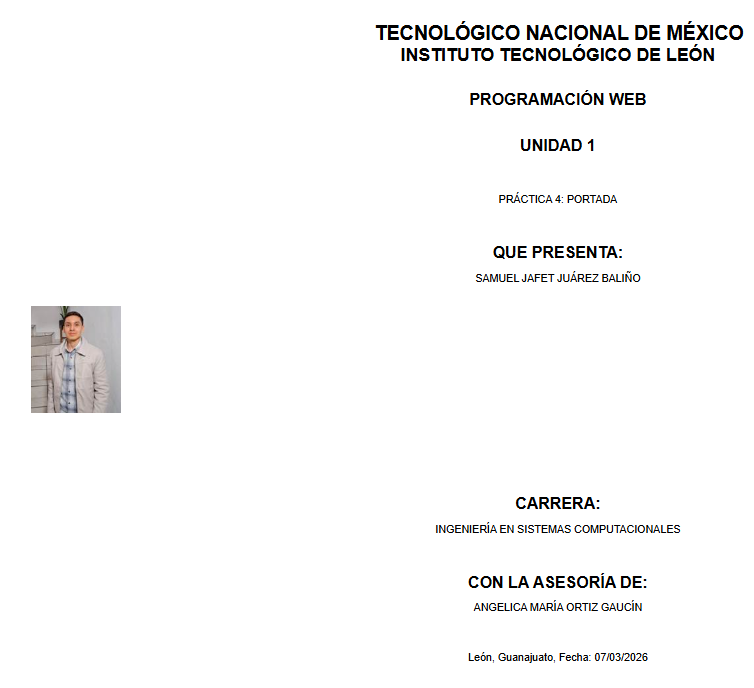 TECNOLÓGICO NACIONAL DE MÉXICO
INSTITUTO TECNOLÓGICO DE LEÓN
PROGRAMACIÓN WEB
UNIDAD 1
PRÁCTICA 4: PORTADA
QUE PRESENTA:
SAMUEL JAFET JUÁREZ BALIÑO
CARRERA:
INGENIERÍA EN SISTEMAS COMPUTACIONALES
CON LA ASESORÍA DE:
ANGELICA MARÍA ORTIZ GAUCÍN
León, Guanajuato, Fecha: 07/03/2026